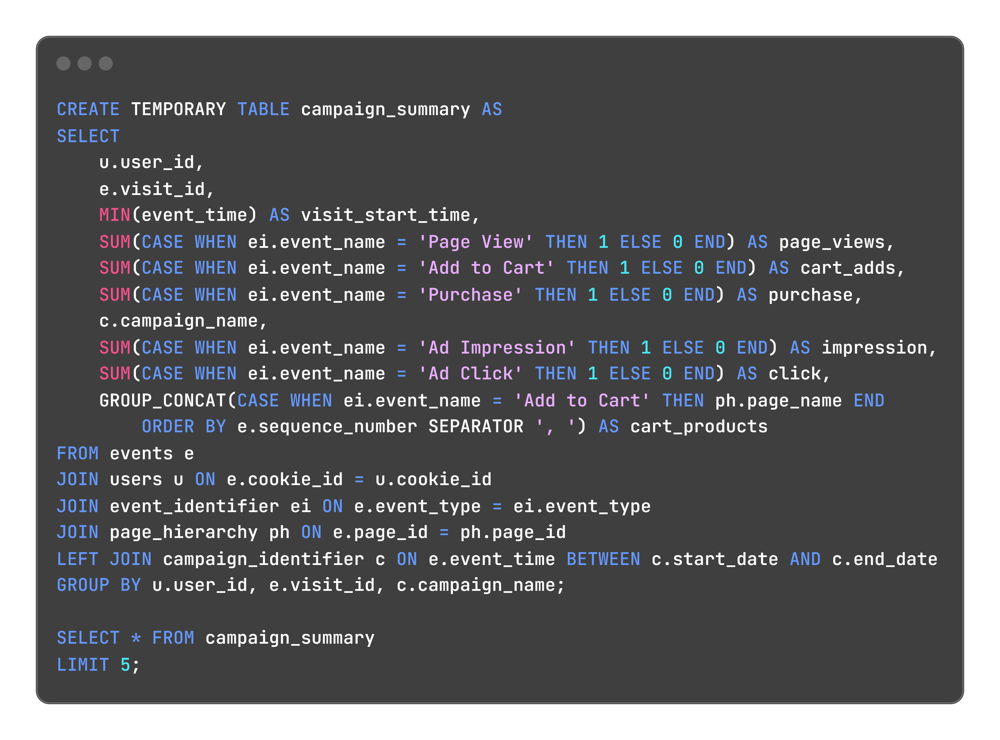 CREATE TEMPORARY TABLE campaign_summary AS
SELECT
    u.user_id,
    e.visit_id,
    MIN(event_time) AS visit_start_time,
    SUM(CASE WHEN ei.event_name = 'Page View' THEN 1 ELSE 0 END) AS page_views,
    SUM(CASE WHEN ei.event_name = 'Add to Cart' THEN 1 ELSE 0 END) AS cart_adds,
    SUM(CASE WHEN ei.event_name = 'Purchase' THEN 1 ELSE 0 END) AS purchase,
    c.campaign_name,
    SUM(CASE WHEN ei.event_name = 'Ad Impression' THEN 1 ELSE 0 END) AS impression,
    SUM(CASE WHEN ei.event_name = 'Ad Click' THEN 1 ELSE 0 END) AS click,
    GROUP_CONCAT(CASE WHEN ei.event_name = 'Add to Cart' THEN ph.page_name END
        ORDER BY e.sequence_number SEPARATOR ', ') AS cart_products
FROM events e
JOIN users u ON e.cookie_id = u.cookie_id
JOIN event_identifier ei ON e.event_type = ei.event_type
JOIN page_hierarchy ph ON e.page_id = ph.page_id
LEFT JOIN campaign_identifier c ON e.event_time BETWEEN c.start_date AND c.end_date
GROUP BY u.user_id, e.visit_id, c.campaign_name;

SELECT * FROM campaign_summary
LIMIT 5;